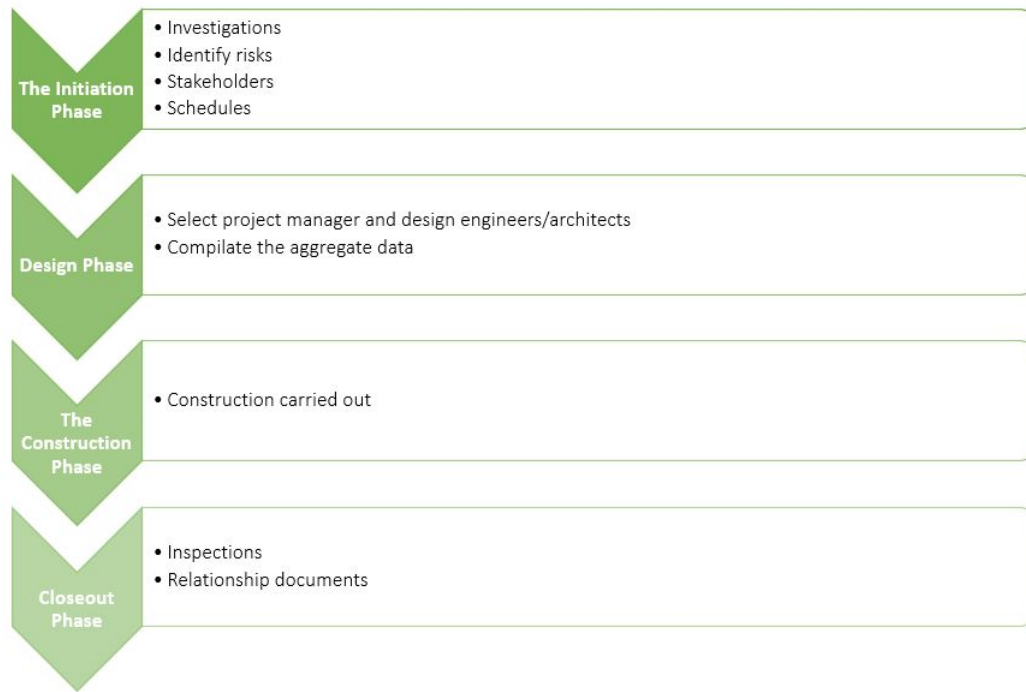 The Initiation
Phase
• Investigations
• Identify risks
• Stakeholders
• Schedules
Design Phase
• Select project manager and design engineers/architects
• Compilate the aggregate data
The
Construction
Phase
• Construction carried out
Closeout
Phase
• Inspections
• Relationship documents